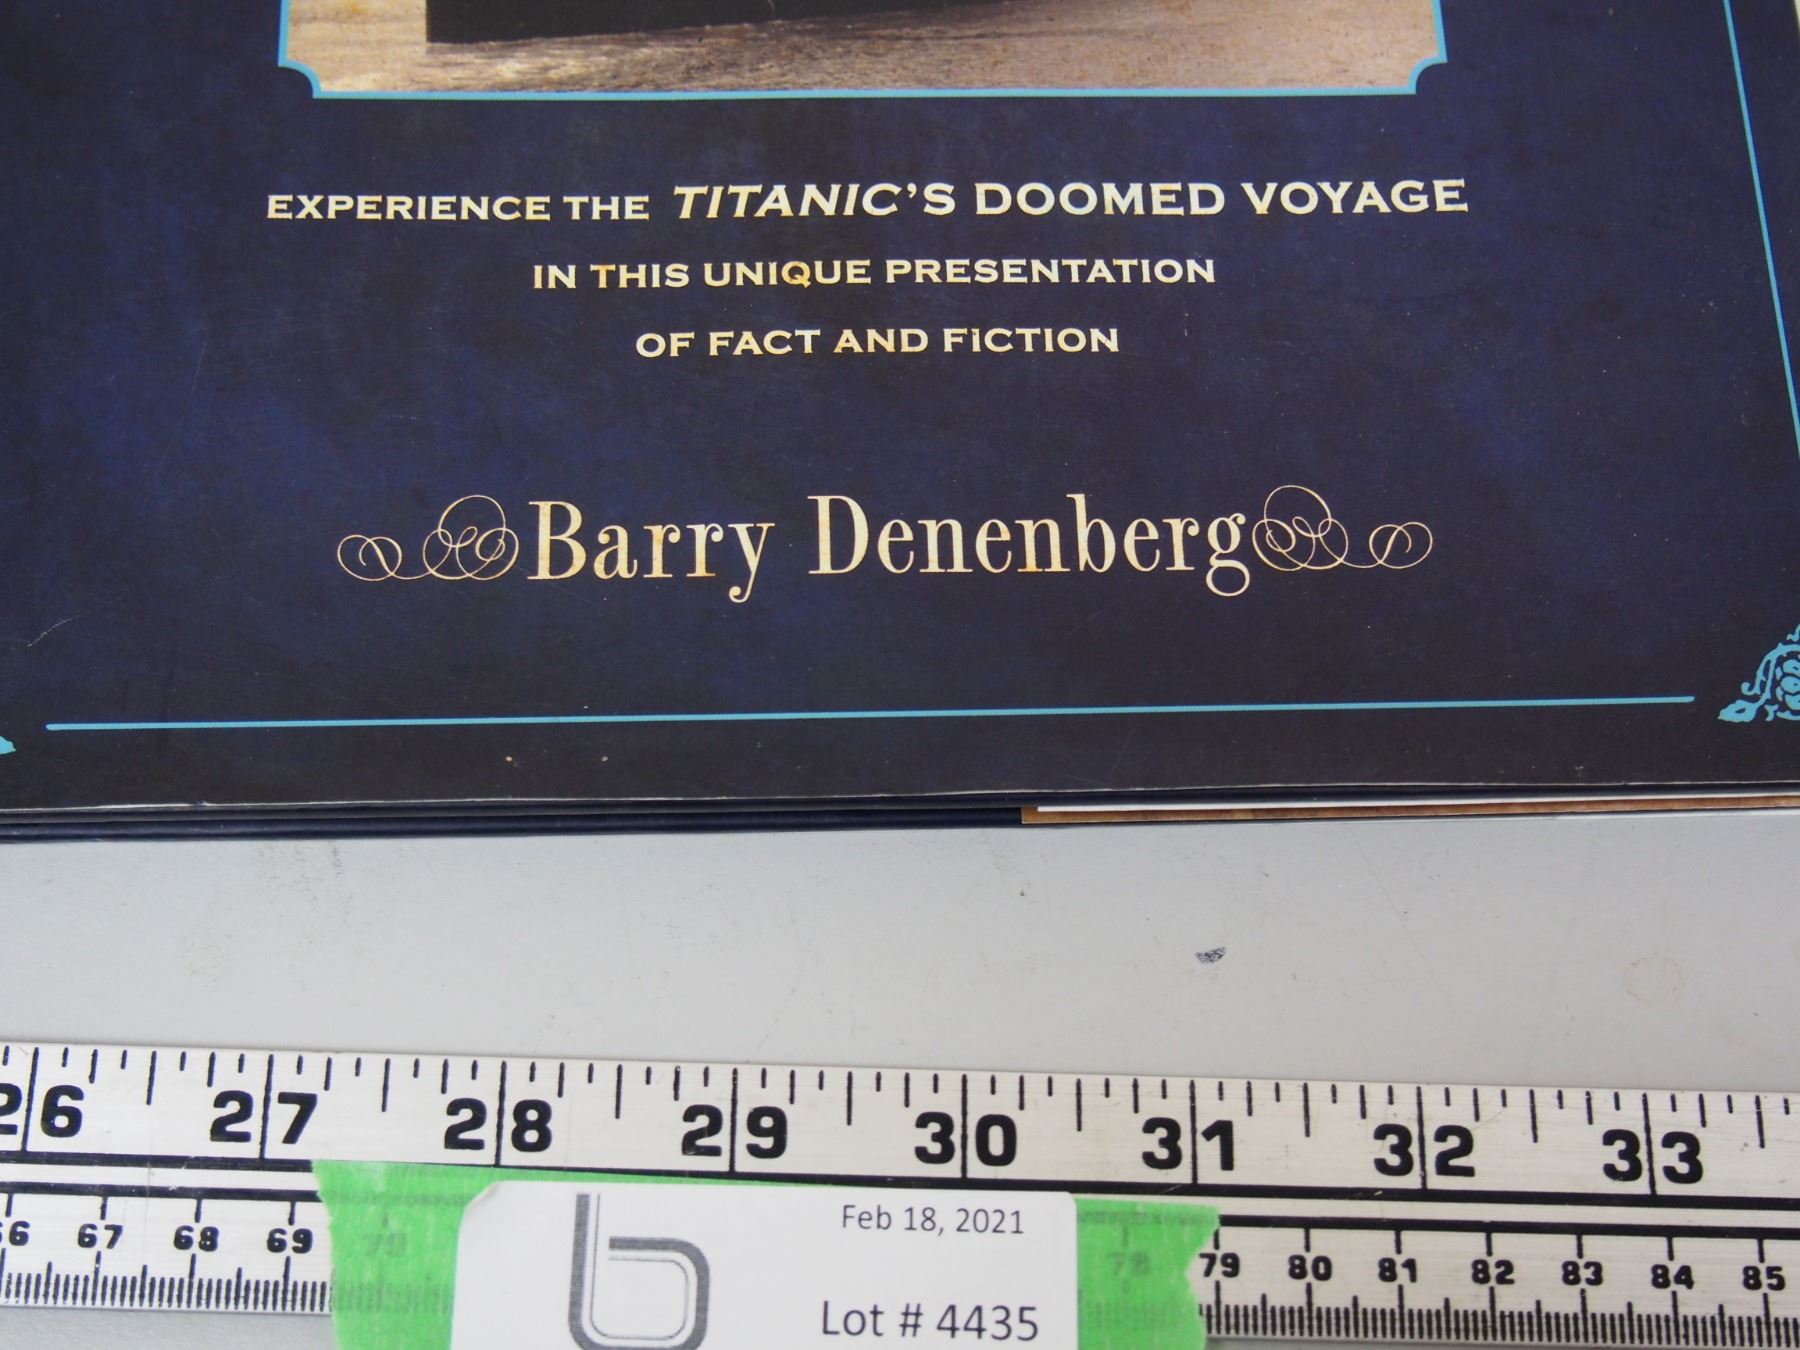 EXPERIENCE THE TITANIC'S DOOMED VOYAGE
IN THIS UNIQUE PRESENTATION
OF FACT AND FICTION
Barry Denenberg
26 27 28 29 30 31 32 33
66 67 68 69 70 78 79 80 81 82 83 84 85
Feb 18, 2021
b
Lot # 4435